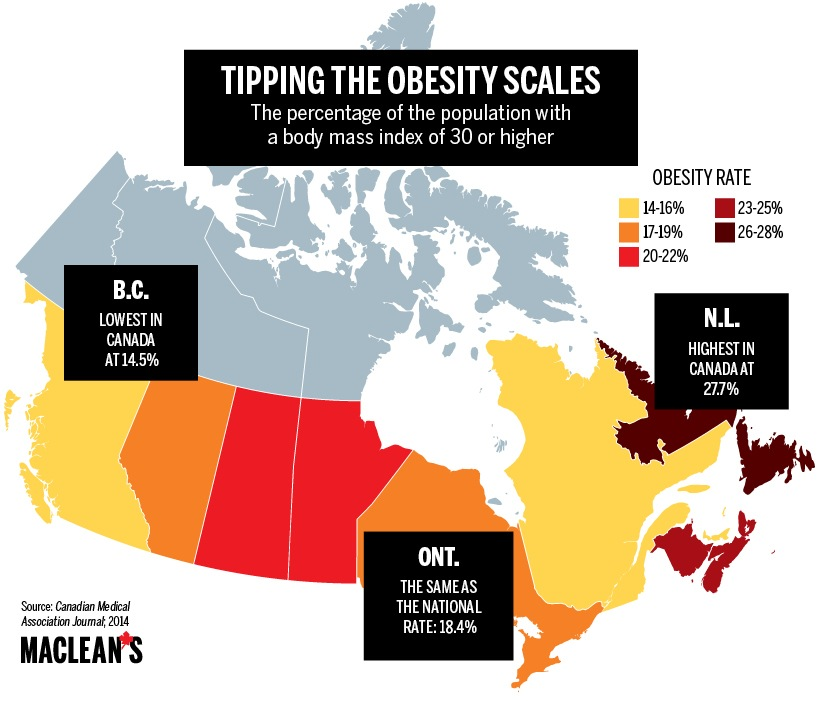 TIPPING THE OBESITY SCALES
The percentage of the population with
a body mass index of 30 or higher
OBESITY RATE
14-16%
17-19%
20-22%
23-25%
26-28%
B.C.
LOWEST IN
CANADA
AT 14.5%
N.L.
HIGHEST IN
CANADA AT
27.7%
ONT.
THE SAME AS
THE NATIONAL
RATE: 18.4%
Source: Canadian Medical
Association Journal; 2014
MACLEAN'S